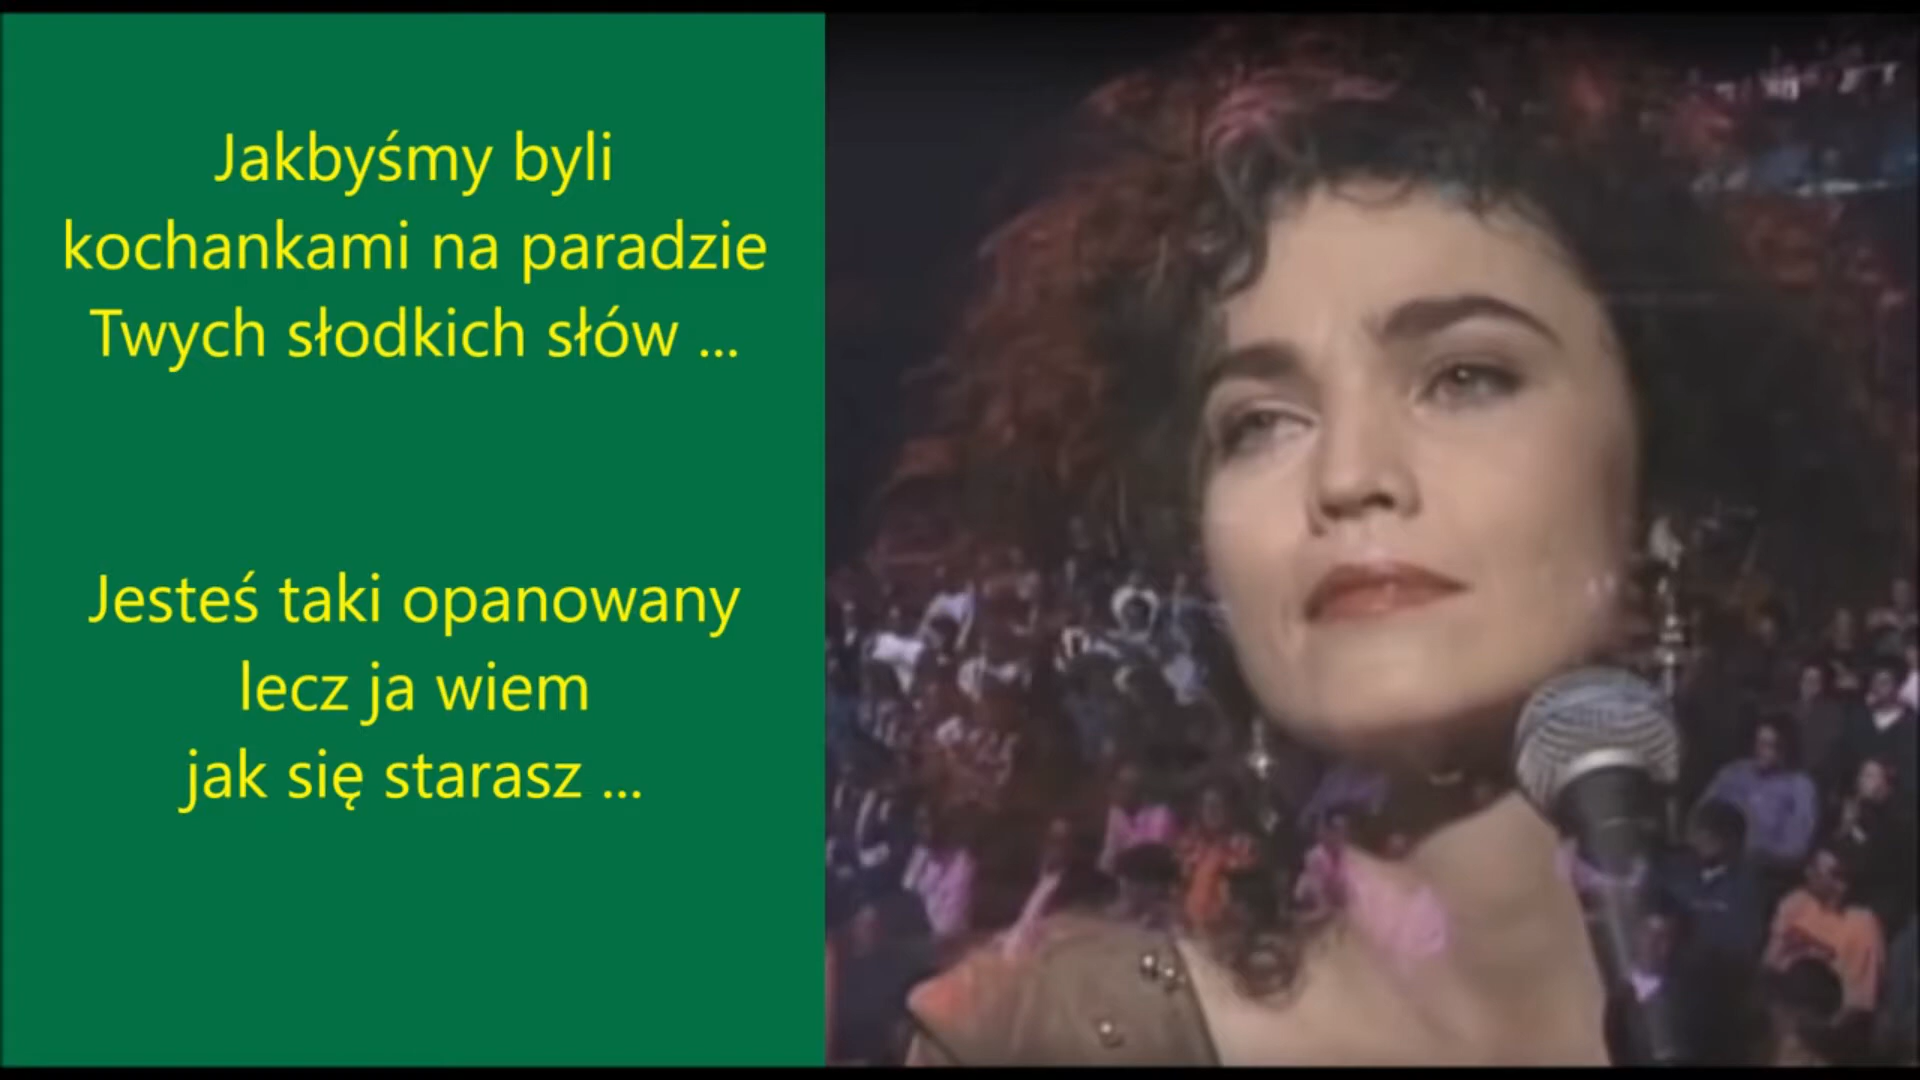 Jakbyśmy byli
kochankami na paradzie
Twych słodkich słów ...
Jesteś taki opanowany
lecz ja wiem
jak się starasz ...